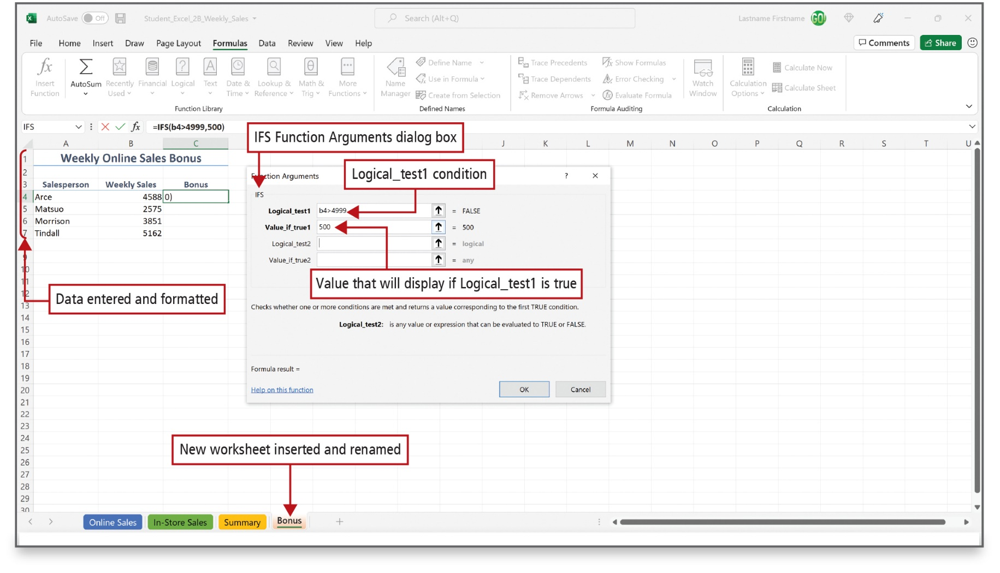 AutoSave Off Student_Excel_2B_Weekly_Sales Search (Alt+Q) Lastname Firstname GO!
File Home Insert Draw Page Layout Formulas Data Review View Help Comments Share
Insert Function
AutoSum
Recently Used
Financial
Logical
Text
Date & Time
Lookup & Reference
Math & Trig
More Functions
Function Library
Name Manager
Define Name
Use in Formula
Create from Selection
Defined Names
Trace Precedents
Trace Dependents
Remove Arrows
Show Formulas
Error Checking
Evaluate Formula
Formula Auditing
Watch Window
Calculation Options
Calculate Now
Calculate Sheet
Calculation
IFS fx =IFS(b4>4999,500)
IFS Function Arguments dialog box
A B C J K L M N O P Q R S T U
1 Weekly Online Sales Bonus
2
3 Salesperson Weekly Sales Bonus
4 Arce 4588 0)
5 Matsuo 2575
6 Morrison 3851
7 Tindall 5162
9
10
11
12
13
14
15
16
17
18
19
20
21
22
23
24
25
26
27
28
29
30
Data entered and formatted
Logical_test1 condition
Function Arguments ?
IFS
Logical_test1 b4>4999 = FALSE
Value_if_true1 500 = 500
Logical_test2 = logical
Value_if_true2 = any
Value that will display if Logical_test1 is true
Checks whether one or more conditions are met and returns a value corresponding to the first TRUE condition.
Logical_test2: is any value or expression that can be evaluated to TRUE or FALSE.
Formula result =
Help on this function OK Cancel
New worksheet inserted and renamed
Online Sales In-Store Sales Summary Bonus